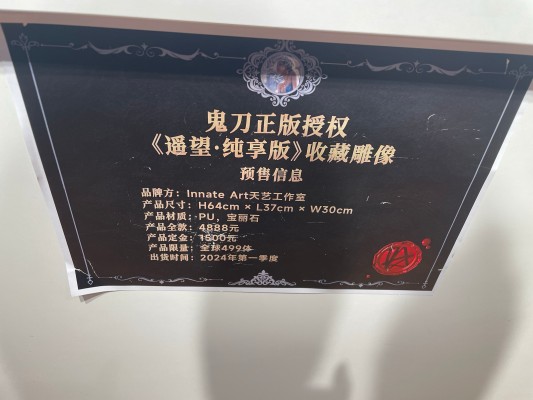 鬼刀正版授权
《遥望·纯享版》收藏雕像
预售信息
品牌方：Innate Art天艺工作室
产品尺寸：H64cm × L37cm × W30cm
产品材质：PU，宝丽石
产品全款：4888元
产品定金：1500元
产品限量：全球499体
出货时间：2024年第一季度